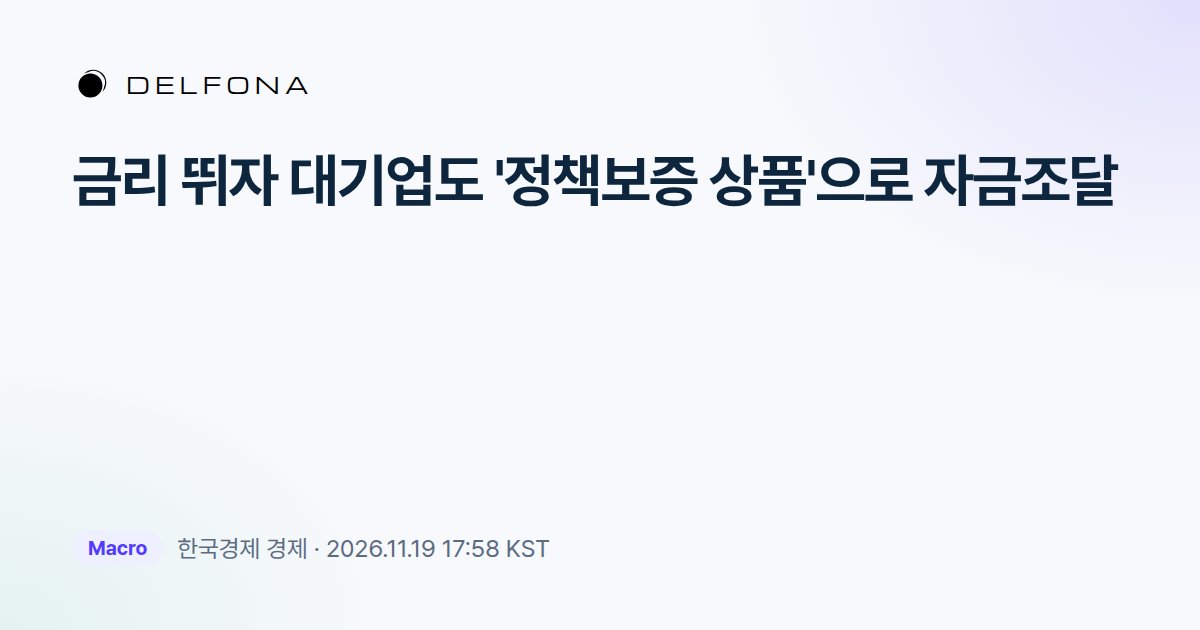 DELFONA
금리 뛰자 대기업도 '정책보증 상품'으로 자금조달
Macro 한국경제 경제 · 2026.11.19 17:58 KST